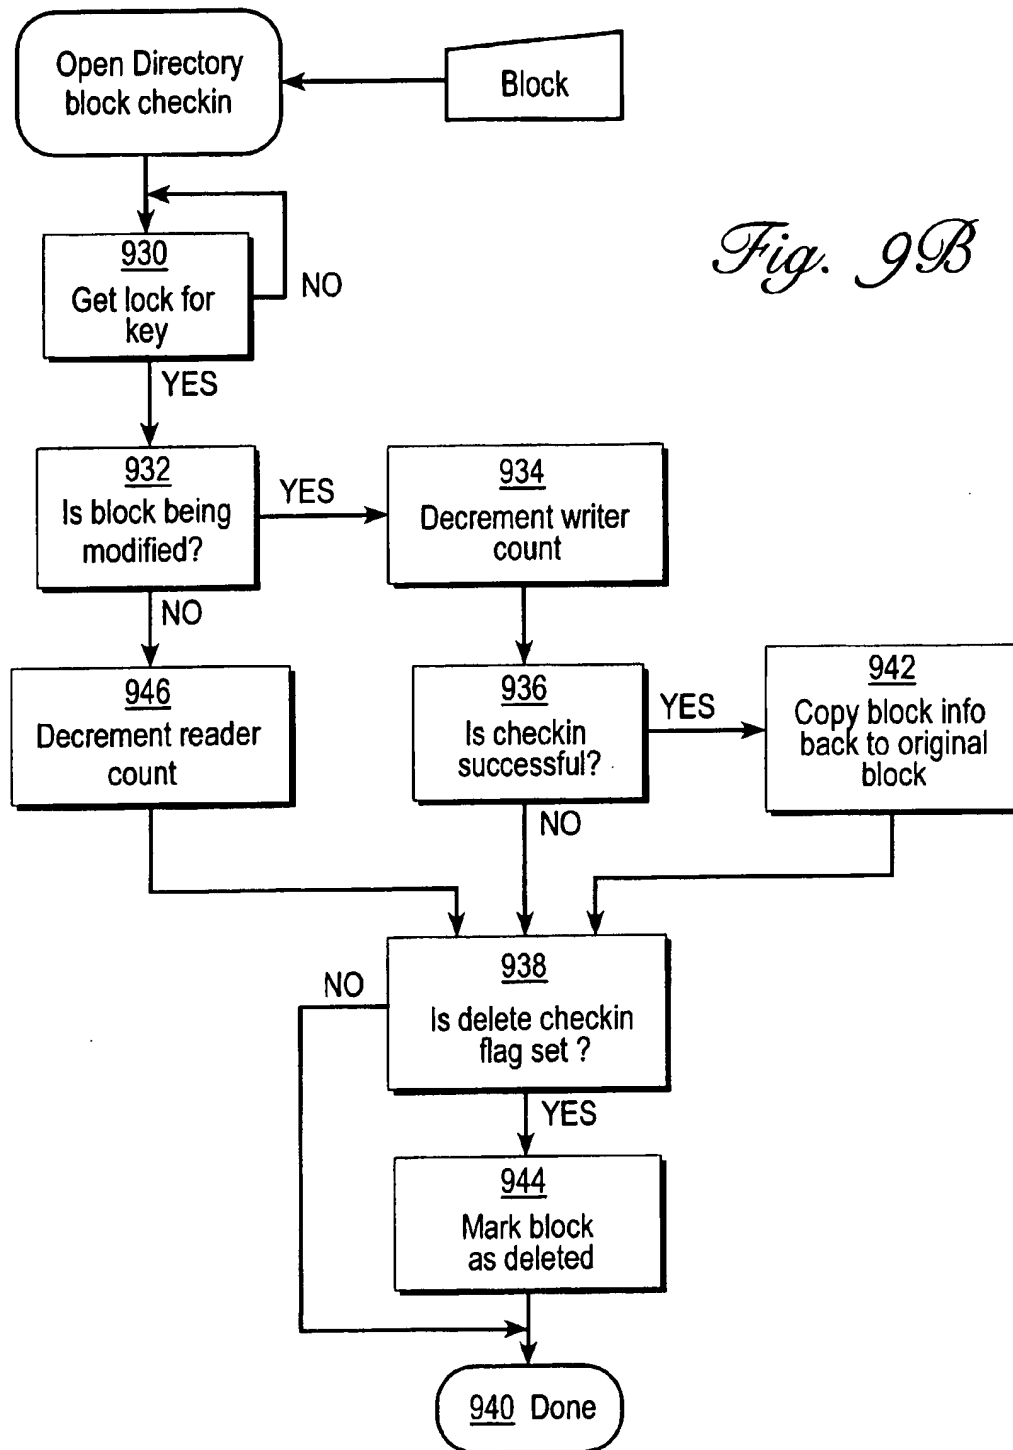 Open Directory
block checkin
Block
Fig. 9B
930
Get lock for
key
NO
YES
932
Is block being
modified?
YES
934
Decrement writer
count
NO
946
Decrement reader
count
936
Is checkin
successful?
YES
942
Copy block info
back to original
block
NO
938
Is delete checkin
flag set ?
NO
YES
944
Mark block
as deleted
940 Done